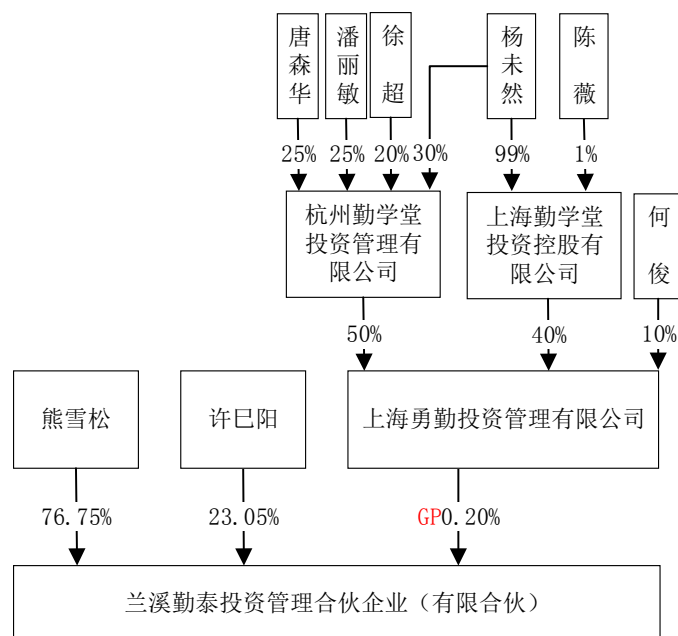 唐森华
潘丽敏
徐超
杨未然
陈薇
25%
25%
20%
30%
99%
1%
杭州勤学堂
投资管理有
限公司
上海勤学堂
投资控股有
限公司
何俊
50%
40%
10%
熊雪松
许巳阳
上海勇勤投资管理有限公司
76.75%
23.05%
GP0.20%
兰溪勤泰投资管理合伙企业（有限合伙）